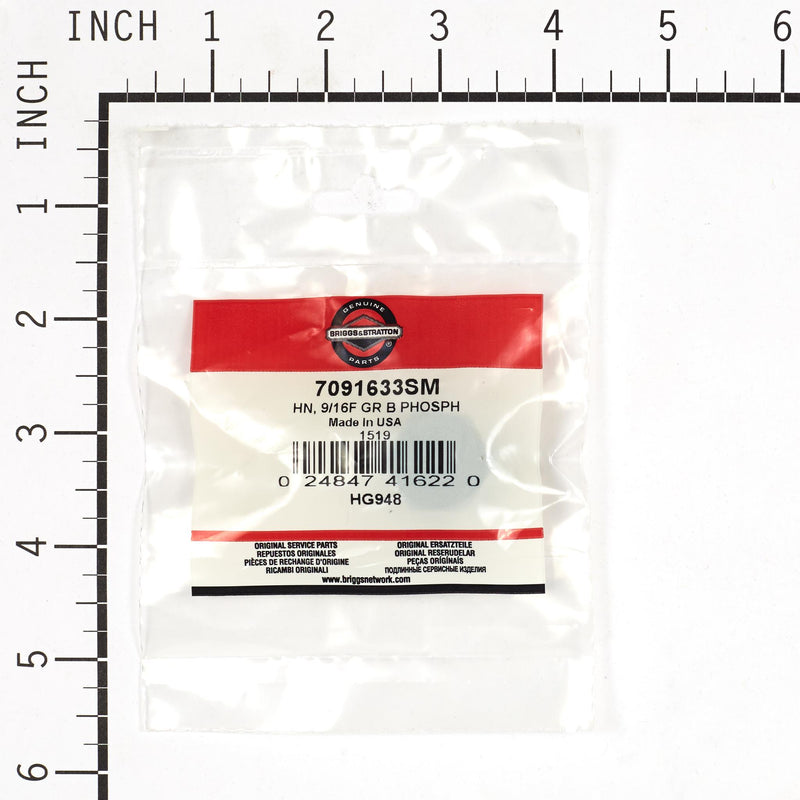 INCH 1 2 3 4 5 6
INCH
1
2
3
4
5
6
GENUINE
BRIGGS&STRATTON
®
PARTS
7091633SM
HN, 9/16F GR B PHOSPH
Made In USA
1519
0 24847 41622 0
HG948
ORIGINAL SERVICE PARTS
REPUESTOS ORIGINALES
PIÈCES DE RECHANGE D'ORIGINE
RICAMBI ORIGINALI
ORIGINAL ERSATZTEILE
ORIGINAL RESERUDELAR
PEÇAS ORIGINAIS
ПОДЛИННЫЕ СЕРВИСНЫЕ ИЗДЕЛИЯ
www.briggsnetwork.com